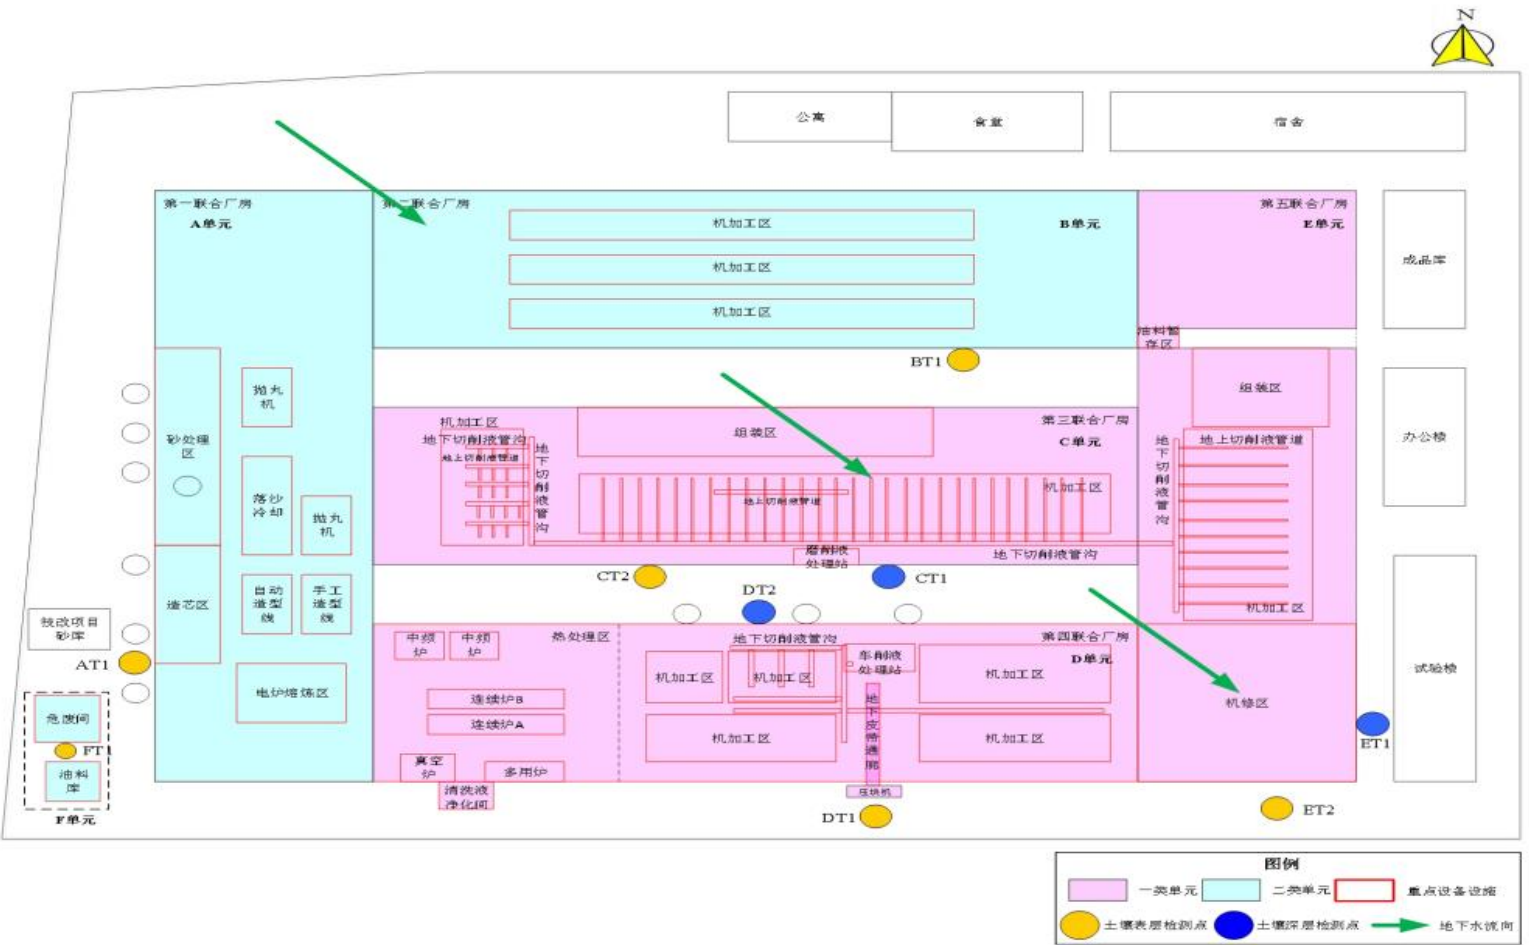 N
公寓
食堂
宿舍
第一联合厂房
A单元
第二联合厂房
机加工区
B单元
机加工区
机加工区
第五联合厂房
E单元
成品库
油料暂
存区
BT1
抛丸
机
组装区
办公楼
砂处理
区
机加工区
地下切削液管沟
地上切削液管道
地下切削液管沟
组装区
第三联合厂房
C单元
地下切削液管沟
地上切削液管道
落沙
冷却
抛丸
机
地上切削液管道
机加工区
磨削液
处理站
地下切削液管沟
CT2
CT1
DT2
造芯区
自动
造型
线
手工
造型
线
机加工区
技改项目
砂库
AT1
中频
炉
中频
炉
热处理区
地下切削液管沟
车削液
处理站
第四联合厂房
D单元
机加工区
机加工区
机加工区
试验楼
电炉熔炼区
连续炉B
连续炉A
地下皮带通廊
机修区
机加工区
机加工区
危废间
FT1
油料
库
F单元
真空
炉
多用炉
清洗液
净化间
压块机
DT1
ET1
ET2
图例
一类单元
二类单元
重点设备设施
土壤表层检测点
土壤深层检测点
地下水流向